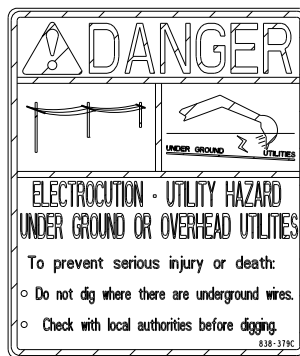 DANGER
UNDER GROUND UTILITIES
ELECTROCUTION - UTILITY HAZARD
UNDER GROUND OR OVERHEAD UTILITIES
To prevent serious injury or death:
○ Do not dig where there are underground wires.
○ Check with local authorities before digging.
838-379C